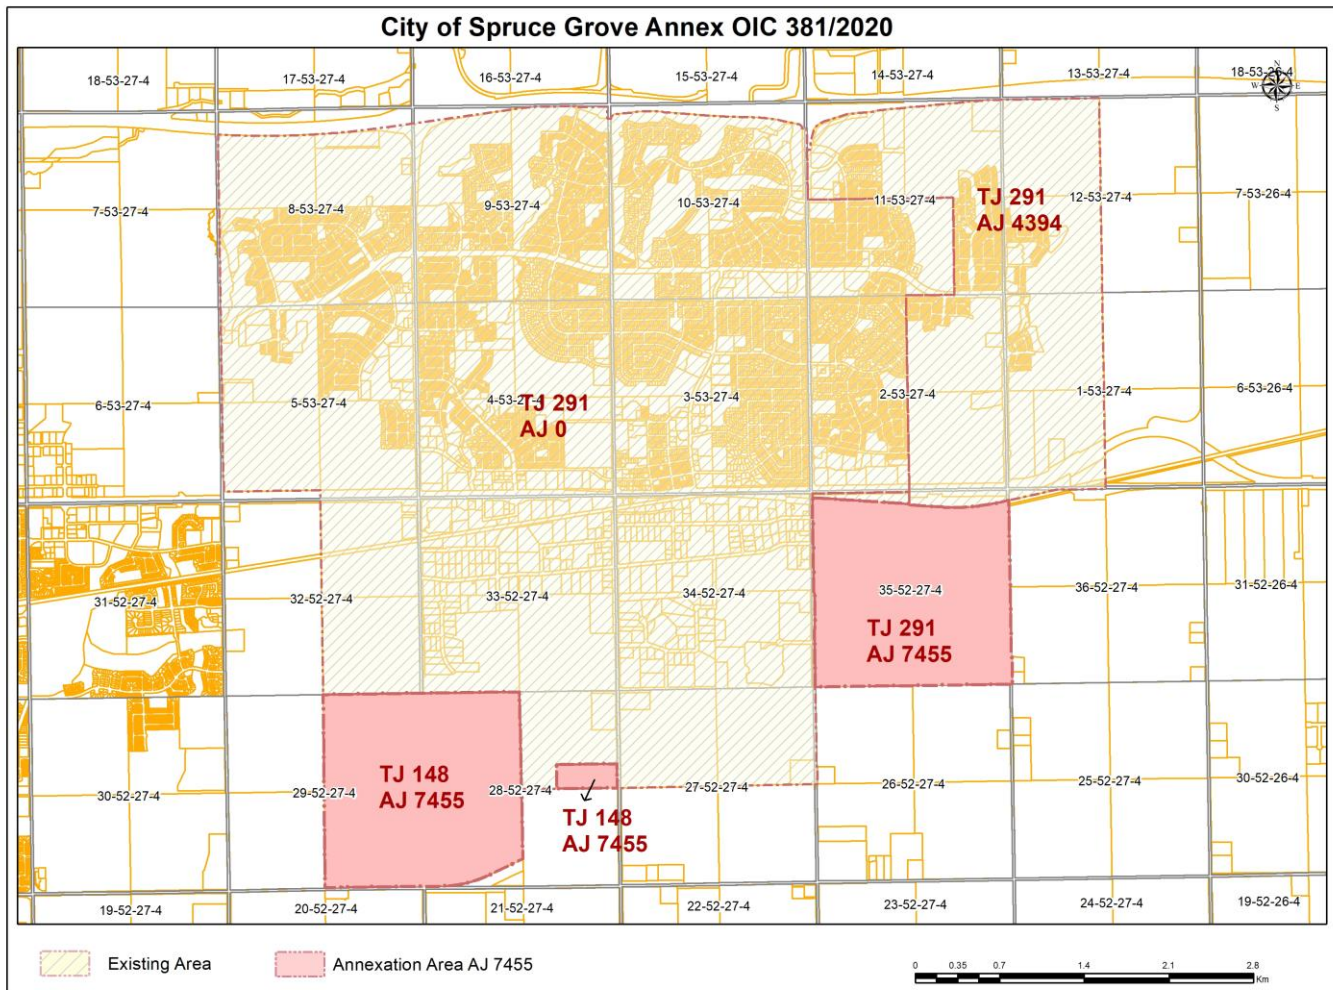 City of Spruce Grove Annex OIC 381/2020
18-53-27-4
17-53-27-4
16-53-27-4
15-53-27-4
14-53-27-4
13-53-27-4
18-53-26-4
N
W
E
S
7-53-27-4
8-53-27-4
9-53-27-4
10-53-27-4
11-53-27-4
12-53-27-4
7-53-26-4
TJ 291
AJ 4394
6-53-27-4
5-53-27-4
4-53-27-4
3-53-27-4
2-53-27-4
1-53-27-4
6-53-26-4
TJ 291
AJ 0
31-52-27-4
32-52-27-4
33-52-27-4
34-52-27-4
35-52-27-4
36-52-27-4
31-52-26-4
TJ 291
AJ 7455
30-52-27-4
29-52-27-4
28-52-27-4
27-52-27-4
26-52-27-4
25-52-27-4
30-52-26-4
TJ 148
AJ 7455
TJ 148
AJ 7455
19-52-27-4
20-52-27-4
21-52-27-4
22-52-27-4
23-52-27-4
24-52-27-4
19-52-26-4
Existing Area
Annexation Area AJ 7455
0 0.35 0.7 1.4 2.1 2.8
Km